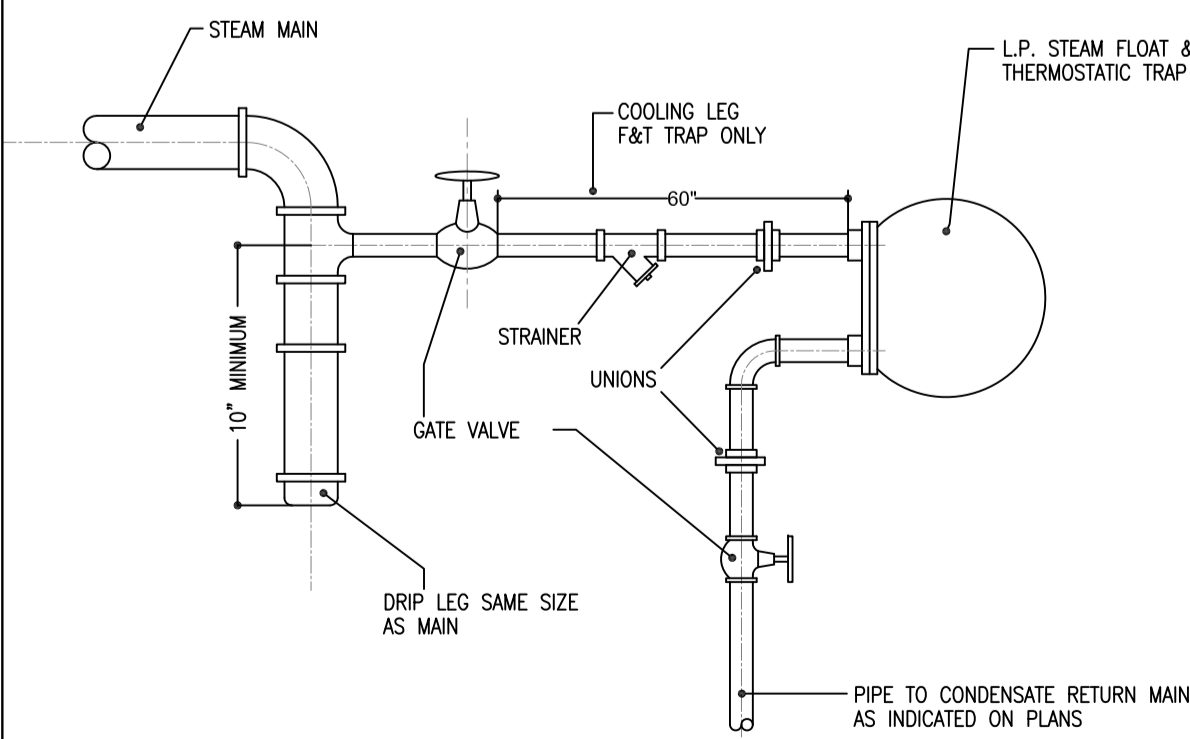 STEAM MAIN
L.P. STEAM FLOAT &
THERMOSTATIC TRAP
COOLING LEG
F&T TRAP ONLY
60"
10" MINIMUM
STRAINER
UNIONS
GATE VALVE
DRIP LEG SAME SIZE
AS MAIN
PIPE TO CONDENSATE RETURN MAIN
AS INDICATED ON PLANS